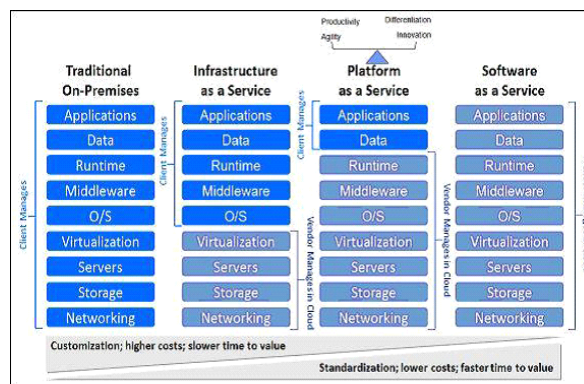 Productivity Differentiation
Agility Innovation
Traditional On-Premises
Infrastructure as a Service
Platform as a Service
Software as a Service
Client Manages
Applications
Data
Runtime
Middleware
O/S
Virtualization
Servers
Storage
Networking
Client Manages
Applications
Data
Runtime
Middleware
O/S
Virtualization
Servers
Storage
Networking
Vendor Manages in Cloud
Client Manages
Applications
Data
Runtime
Middleware
O/S
Virtualization
Servers
Storage
Networking
Vendor Manages in Cloud
Applications
Data
Runtime
Middleware
O/S
Virtualization
Servers
Storage
Networking
Customization; higher costs; slower time to value
Standardization; lower costs; faster time to value